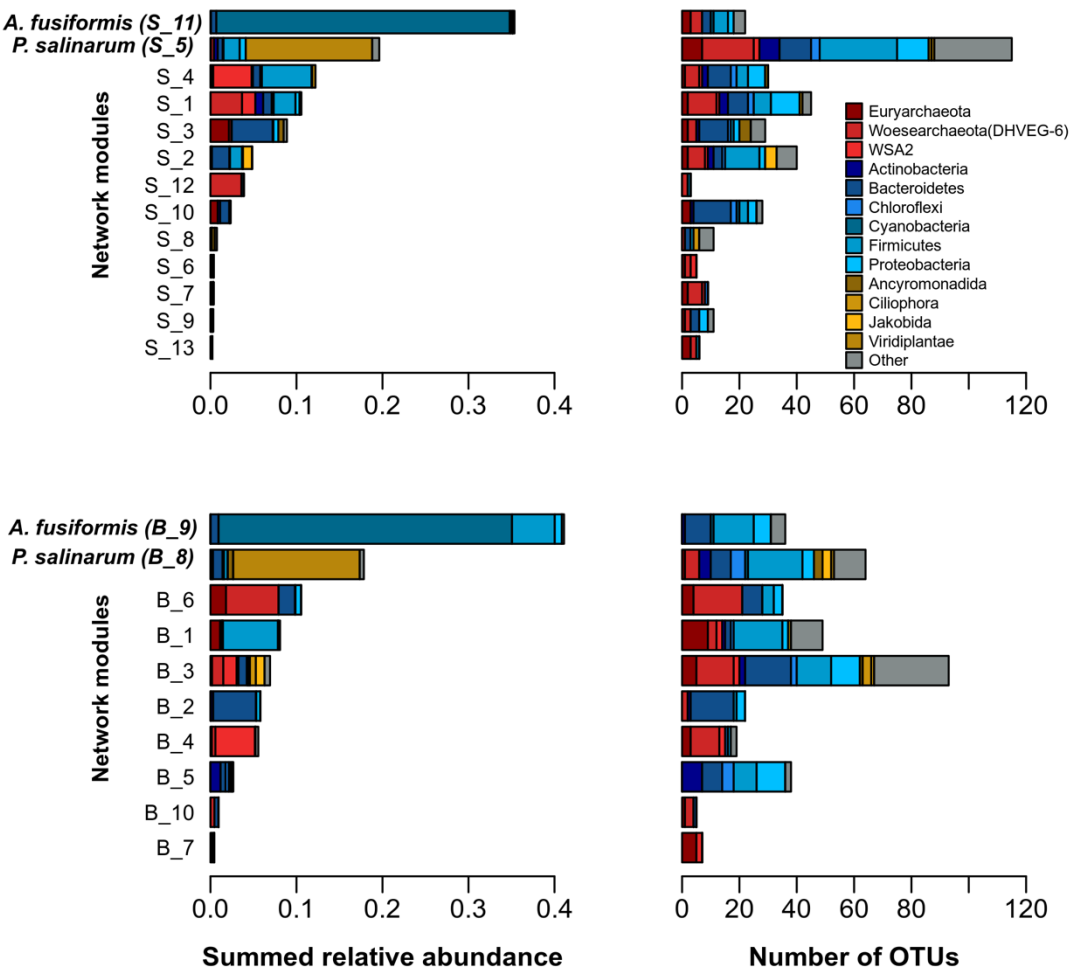 A. fusiformis (S_11)
P. salinarum (S_5)
S_4
S_1
S_3
S_2
S_12
S_10
S_8
S_6
S_7
S_9
S_13
Network modules
0.0 0.1 0.2 0.3 0.4
Euryarchaeota
Woesearchaeota(DHVEG-6)
WSA2
Actinobacteria
Bacteroidetes
Chloroflexi
Cyanobacteria
Firmicutes
Proteobacteria
Ancyromonadida
Ciliophora
Jakobida
Viridiplantae
Other
0 20 40 60 80 120
A. fusiformis (B_9)
P. salinarum (B_8)
B_6
B_1
B_3
B_2
B_4
B_5
B_10
B_7
Network modules
0.0 0.1 0.2 0.3 0.4
Summed relative abundance
0 20 40 60 80 120
Number of OTUs